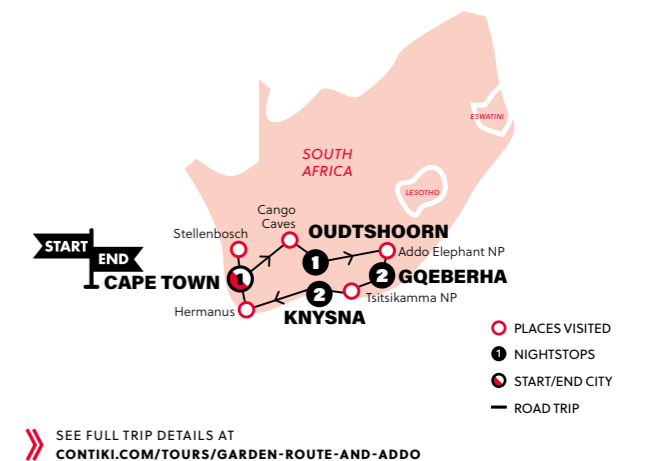 SOUTH
AFRICA
ESWATINI
LESOTHO
Cango
Caves
Stellenbosch
OUDTSHOORN
START
END
1
Addo Elephant NP
CAPE TOWN
1
2
GQEBERHA
2
Tsitsikamma NP
Hermanus
KNYSNA
PLACES VISITED
1 NIGHTSTOPS
START/END CITY
ROAD TRIP
SEE FULL TRIP DETAILS AT
CONTIKI.COM/TOURS/GARDEN-ROUTE-AND-ADDO